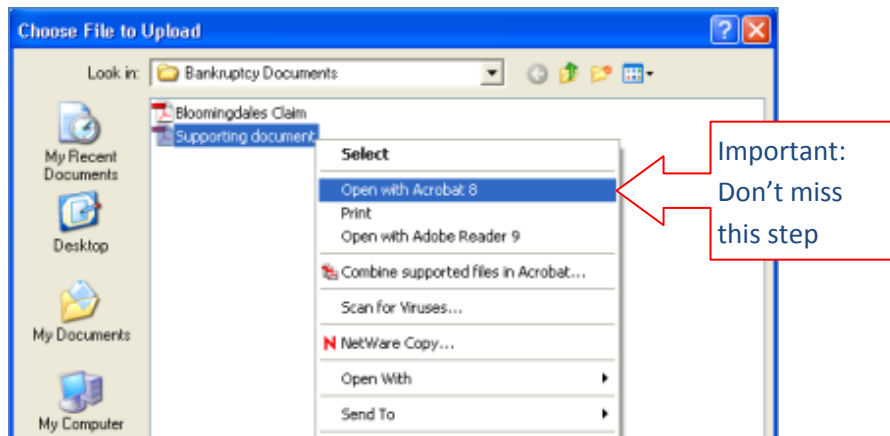 Choose File to Upload
Look in: Bankruptcy Documents
Bloomingdales Claim
Supporting document
My Recent
Documents
Desktop
My Documents
My Computer
Select
Open with Acrobat 8
Print
Open with Adobe Reader 9
Combine supported files in Acrobat...
Scan for Viruses...
N NetWare Copy...
Open With
Send To
Important:
Don't miss
this step